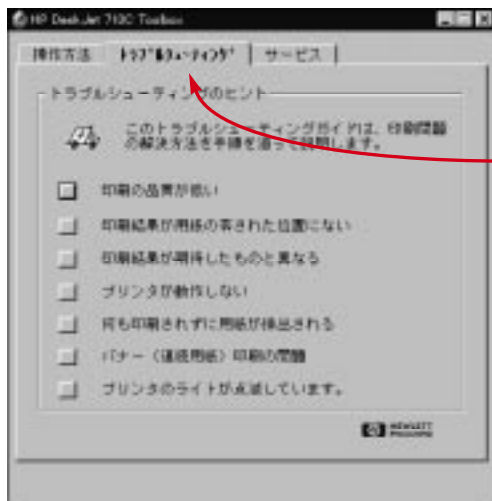 HP DeskJet 710C Toolbox
操作方法 トラブルシューティング サービス
トラブルシューティングのヒント
このトラブルシューティングガイドは、印刷問題
の解決方法を手順を追って説明します。
印刷の品質が低い
印刷結果が用紙の
された位置にない
印刷結果が期待したものと異なる
プリンタが動作しない
何も印刷されずに用紙が排出される
バナー（連続用紙）印刷の問題
プリンタのライトが点滅しています。
HEWLETT
PACKARD